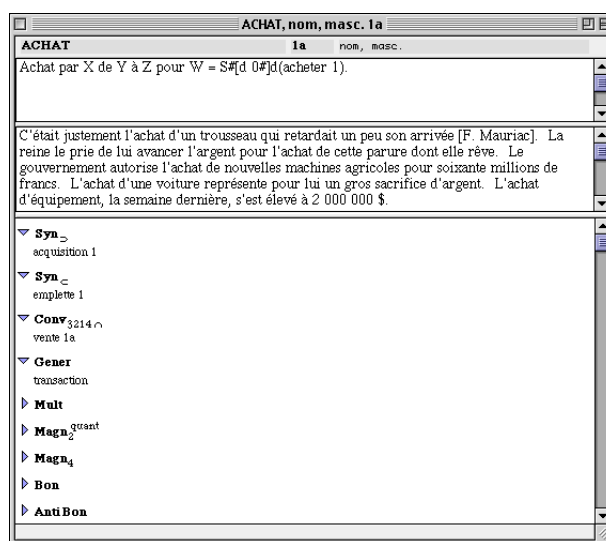 ACHAT, nom, masc. 1a
ACHAT 1a nom, masc.
Achat par X de Y à Z pour W = S#[d 0#]d(acheter 1).
C'était justement l'achat d'un trousseau qui retardait un peu son arrivée [F. Mauriac]. La
reine le prie de lui avancer l'argent pour l'achat de cette parure dont elle rêve. Le
gouvernement autorise l'achat de nouvelles machines agricoles pour soixante millions de
francs. L'achat d'une voiture représente pour lui un gros sacrifice d'argent. L'achat
d'équipement, la semaine dernière, s'est élevé à 2 000 000 $.
Syn⊃
acquisition 1
Syn⊂
emplette 1
Conv3214∩
vente 1a
Gener
transaction
Mult
Magn2quant
Magn4
Bon
AntiBon